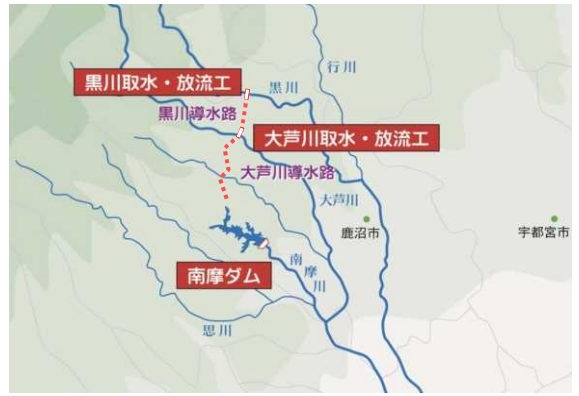 行川
黒川取水・放流工
黒川
黒川導水路
大芦川取水・放流工
大芦川導水路
大芦川
鹿沼市
宇都宮市
南摩川
南摩ダム
思川